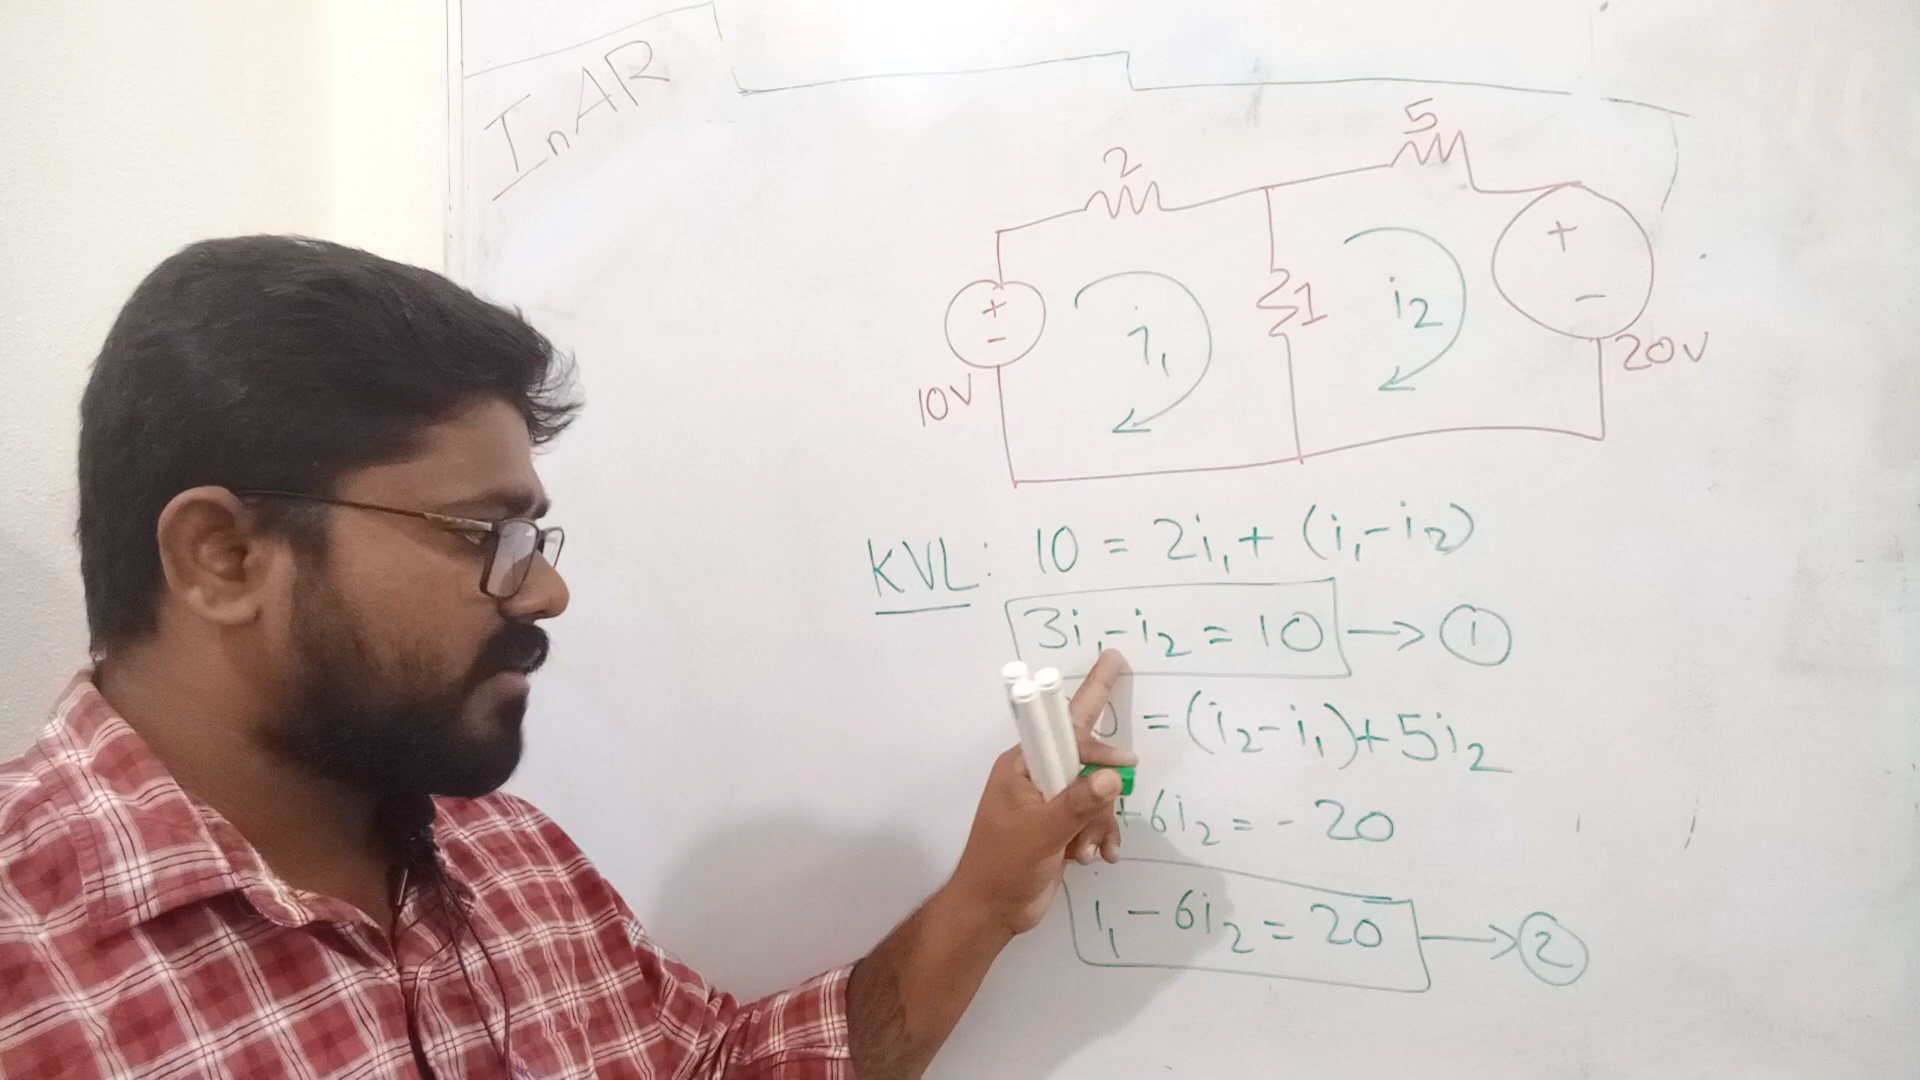 InAR
2
5
+
-
10V
i₁
1
i2
+
-
20V
KVL: 10 = 2i₁ + (i₁-i₂)
3i₁-i₂ = 10 → 1
0 = (i₂-i₁)+5i₂
+6i₂ = -20
i₁ - 6i₂ = 20 → 2